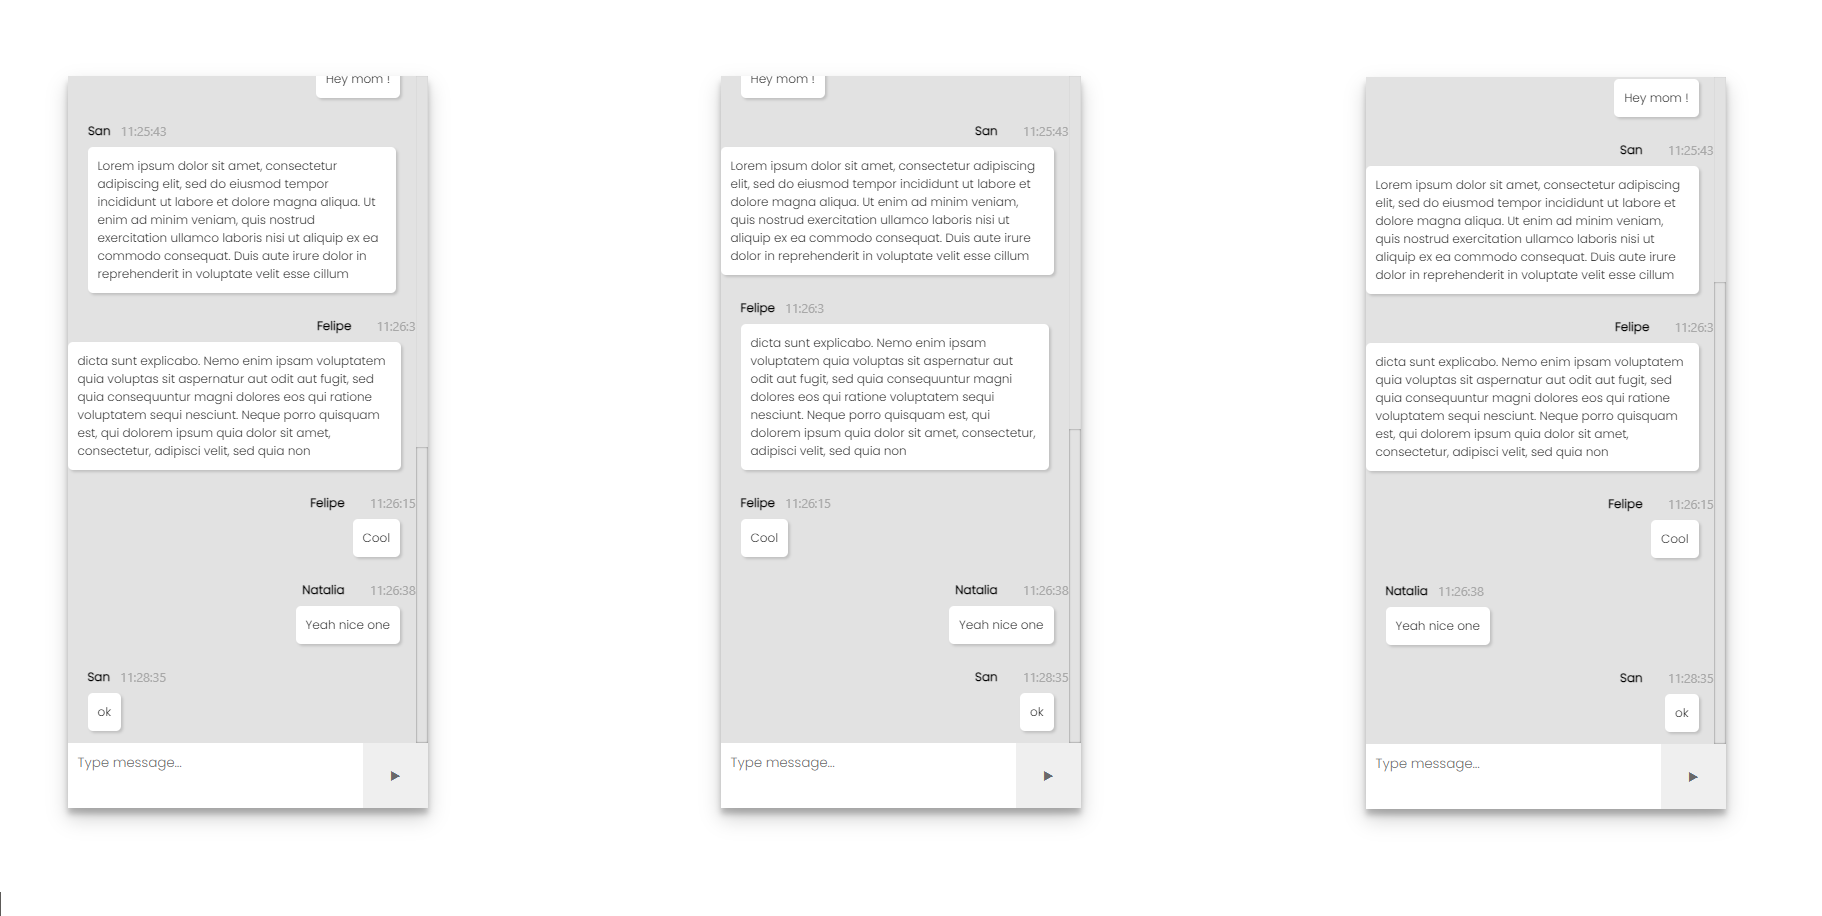 Hey mom !
San 11:25:43
Lorem ipsum dolor sit amet, consectetur
adipiscing elit, sed do eiusmod tempor
incididunt ut labore et dolore magna aliqua. Ut
enim ad minim veniam, quis nostrud
exercitation ullamco laboris nisi ut aliquip ex ea
commodo consequat. Duis aute irure dolor in
reprehenderit in voluptate velit esse cillum
Felipe 11:26:3
dicta sunt explicabo. Nemo enim ipsam voluptatem
quia voluptas sit aspernatur aut odit aut fugit, sed
quia consequuntur magni dolores eos qui ratione
voluptatem sequi nesciunt. Neque porro quisquam
est, qui dolorem ipsum quia dolor sit amet,
consectetur, adipisci velit, sed quia non
Felipe 11:26:15
Cool
Natalia 11:26:38
Yeah nice one
San 11:28:35
ok
Type message...
Hey mom !
San 11:25:43
Lorem ipsum dolor sit amet, consectetur adipiscing
elit, sed do eiusmod tempor incididunt ut labore et
dolore magna aliqua. Ut enim ad minim veniam,
quis nostrud exercitation ullamco laboris nisi ut
aliquip ex ea commodo consequat. Duis aute irure
dolor in reprehenderit in voluptate velit esse cillum
Felipe 11:26:3
dicta sunt explicabo. Nemo enim ipsam
voluptatem quia voluptas sit aspernatur aut
odit aut fugit, sed quia consequuntur magni
dolores eos qui ratione voluptatem sequi
nesciunt. Neque porro quisquam est, qui
dolorem ipsum quia dolor sit amet, consectetur,
adipisci velit, sed quia non
Felipe 11:26:15
Cool
Natalia 11:26:38
Yeah nice one
San 11:28:35
ok
Type message...
Hey mom !
San 11:25:43
Lorem ipsum dolor sit amet, consectetur adipiscing
elit, sed do eiusmod tempor incididunt ut labore et
dolore magna aliqua. Ut enim ad minim veniam,
quis nostrud exercitation ullamco laboris nisi ut
aliquip ex ea commodo consequat. Duis aute irure
dolor in reprehenderit in voluptate velit esse cillum
Felipe 11:26:3
dicta sunt explicabo. Nemo enim ipsam voluptatem
quia voluptas sit aspernatur aut odit aut fugit, sed
quia consequuntur magni dolores eos qui ratione
voluptatem sequi nesciunt. Neque porro quisquam
est, qui dolorem ipsum quia dolor sit amet,
consectetur, adipisci velit, sed quia non
Felipe 11:26:15
Cool
Natalia 11:26:38
Yeah nice one
San 11:28:35
ok
Type message...